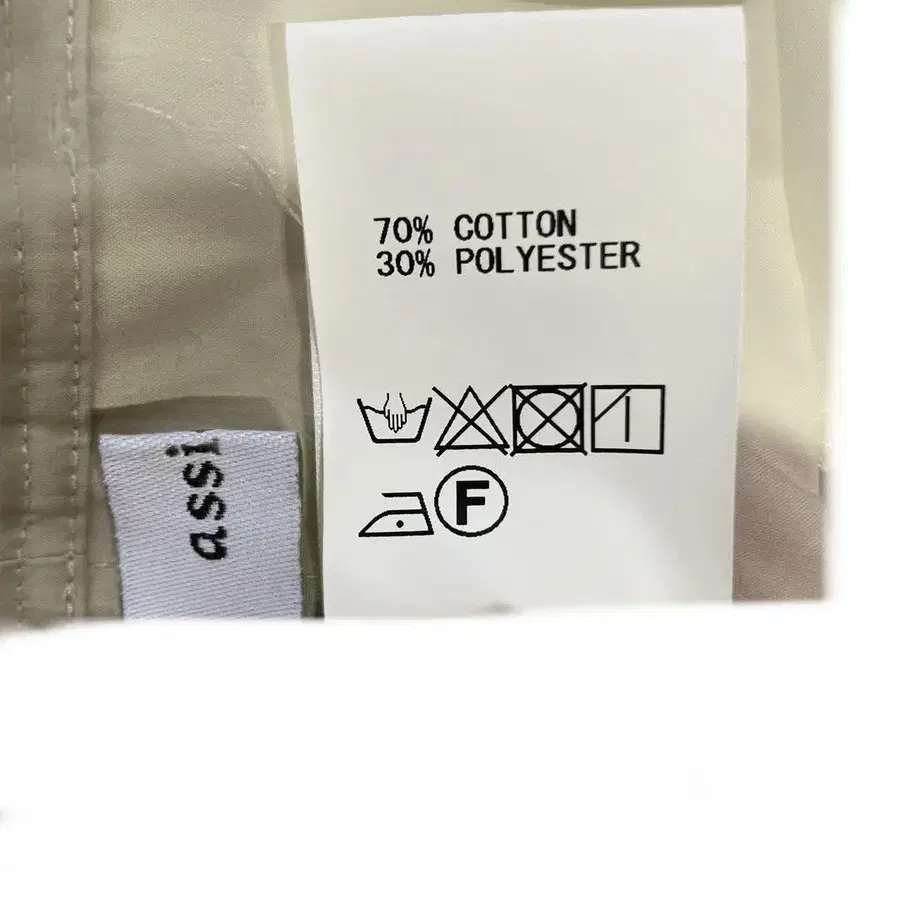 70% COTTON
30% POLYESTER
F
assi